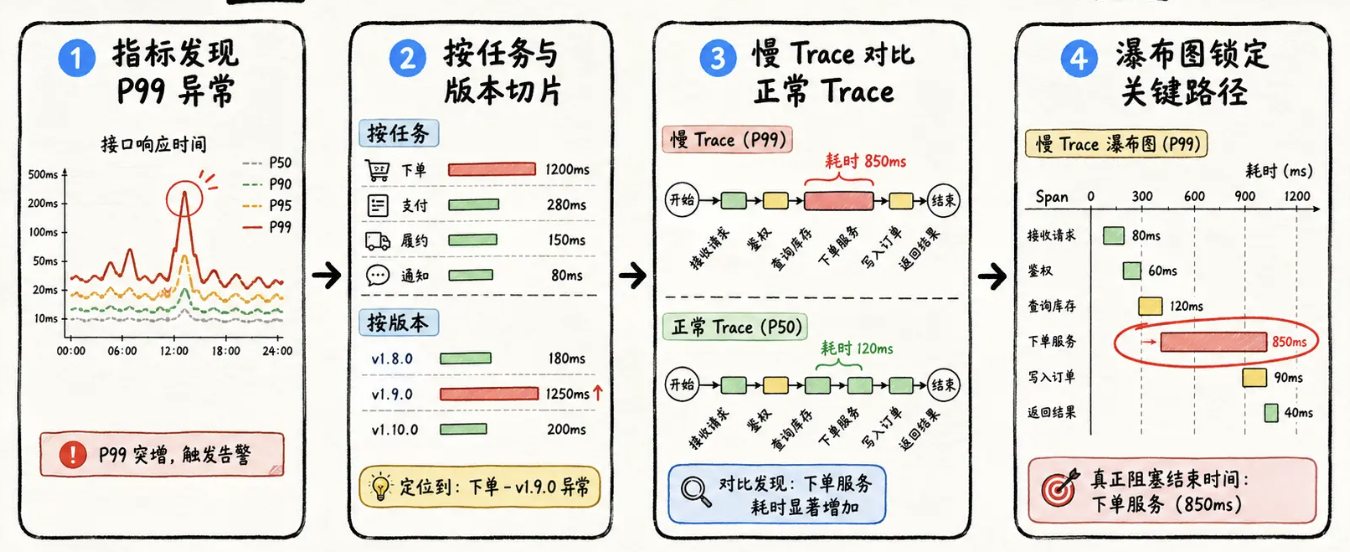 1 指标发现
P99 异常
接口响应时间
P50
P90
P95
P99
500ms
200ms
100ms
50ms
20ms
10ms
00:00 06:00 12:00 18:00 24:00
! P99 突增，触发告警
2 按任务与
版本切片
按任务
下单 1200ms
支付 280ms
履约 150ms
通知 80ms
按版本
v1.8.0 180ms
v1.9.0 1250ms ↑
v1.10.0 200ms
定位到：下单-v1.9.0 异常
3 慢 Trace 对比
正常 Trace
慢 Trace (P99)
耗时 850ms
开始 结束
接收请求 鉴权 查询库存 下单服务 写入订单 返回结果
正常 Trace (P50)
耗时 120ms
开始 结束
接收请求 鉴权 查询库存 下单服务 写入订单 返回结果
对比发现：下单服务
耗时显著增加
4 瀑布图锁定
关键路径
慢 Trace 瀑布图 (P99)
耗时 (ms)
Span 0 300 600 900 1200
接收请求 80ms
鉴权 60ms
查询库存 120ms
下单服务 850ms
写入订单 90ms
返回结果 40ms
真正阻塞结束时间：
下单服务（850ms）